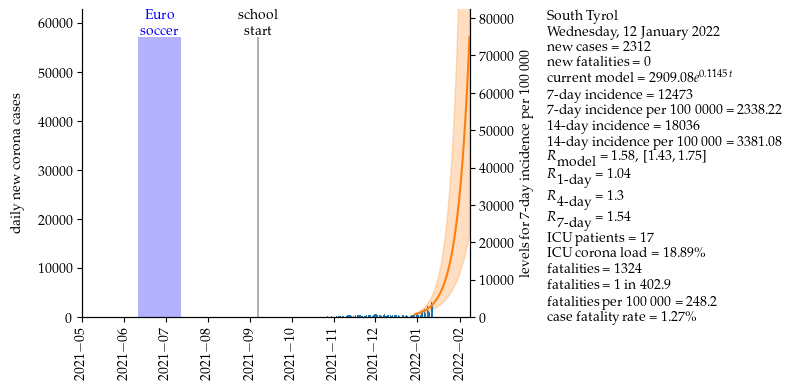 Euro
soccer
school
start
daily new corona cases
60000
50000
40000
30000
20000
10000
0
2021−05
2021−06
2021−07
2021−08
2021−09
2021−10
2021−11
2021−12
2022−01
2022−02
80000
70000
60000
50000
40000
30000
20000
10000
0
levels for 7-day incidence per 100 000
South Tyrol
Wednesday, 12 January 2022
new cases = 2312
new fatalities = 0
current model = 2909.08e^0.1145 t
7-day incidence = 12473
7-day incidence per 100 0000 = 2338.22
14-day incidence = 18036
14-day incidence per 100 000 = 3381.08
R model = 1.58, [1.43, 1.75]
R 1-day = 1.04
R 4-day = 1.3
R 7-day = 1.54
ICU patients = 17
ICU corona load = 18.89%
fatalities = 1324
fatalities = 1 in 402.9
fatalities per 100 000 = 248.2
case fatality rate = 1.27%